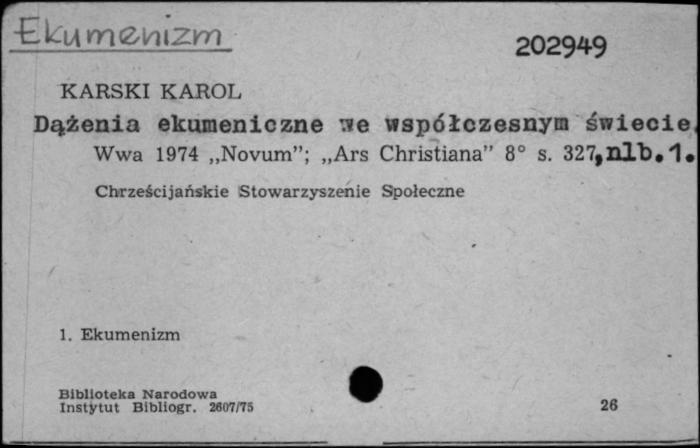 Ekumenizm
202949
KARSKI KAROL
Dążenia ekumeniczne we współczesnym świecie.
Wwa 1974 „Novum”; „Ars Christiana” 8° s. 327, nlb. 1.
Chrześcijańskie Stowarzyszenie Społeczne
1. Ekumenizm
Biblioteka Narodowa
Instytut Bibliogr. 2607/75
26